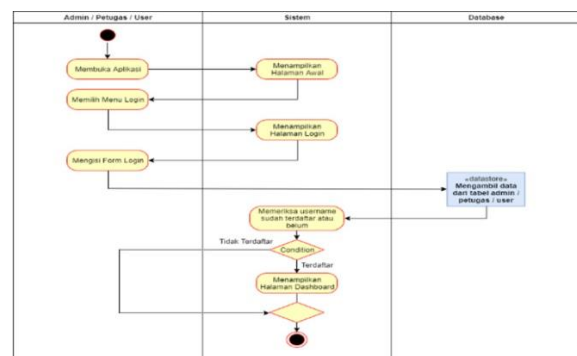 Admin / Petugas / User
Sistem
Database
Membuka Aplikasi
Menampilkan
Halaman Awal
Memilih Menu Login
Menampilkan
Halaman Login
Mengisi Form Login
«datastore»
Mengambil data
dari tabel admin /
petugas / user
Memeriksa username
sudah terdaftar atau
belum
Tidak Terdaftar
Condition
Terdaftar
Menampilkan
Halaman Dashboard